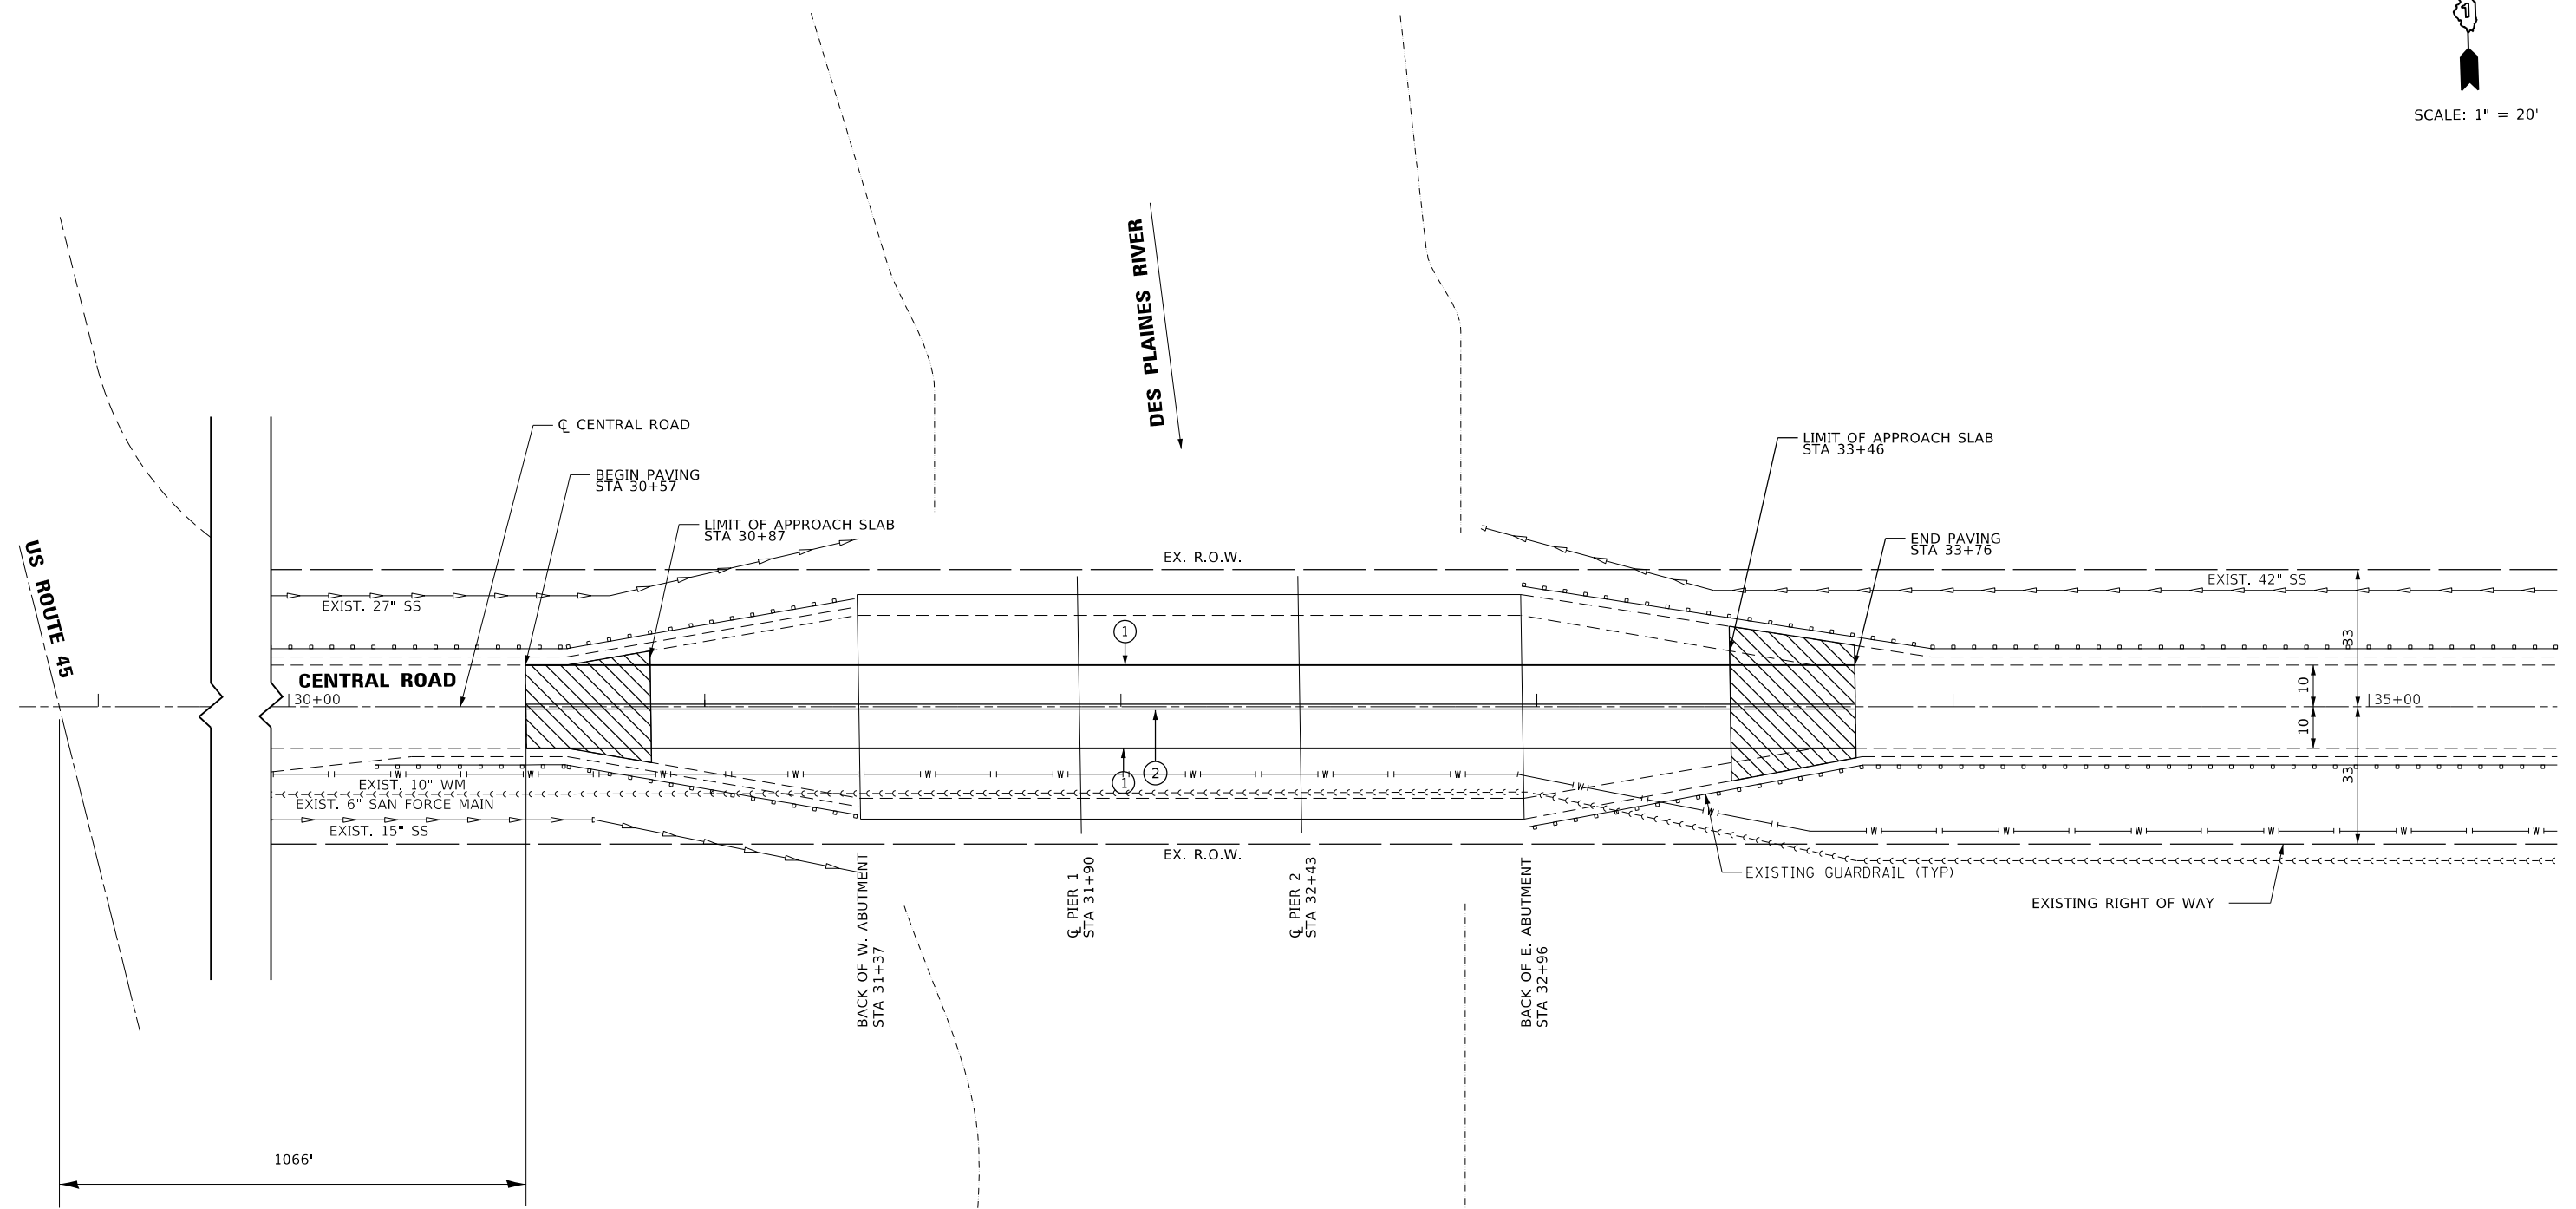 1
SCALE: 1" = 20'
DES PLAINES RIVER
℄ CENTRAL ROAD
LIMIT OF APPROACH SLAB
STA 33+46
BEGIN PAVING
STA 30+57
LIMIT OF APPROACH SLAB
STA 30+87
END PAVING
STA 33+76
US ROUTE 45
EX. R.O.W.
EXIST. 27" SS
EXIST. 42" SS
1
33
CENTRAL ROAD
30+00
10
35+00
10
33
EXIST. 10" WM
W W W W W W W W W W W W W W W W W
1
2
EXIST. 6" SAN FORCE MAIN
EXIST. 15" SS
EX. R.O.W.
BACK OF W. ABUTMENT
STA 31+37
℄ PIER 1
STA 31+90
℄ PIER 2
STA 32+43
BACK OF E. ABUTMENT
STA 32+96
EXISTING GUARDRAIL (TYP)
EXISTING RIGHT OF WAY
1066'